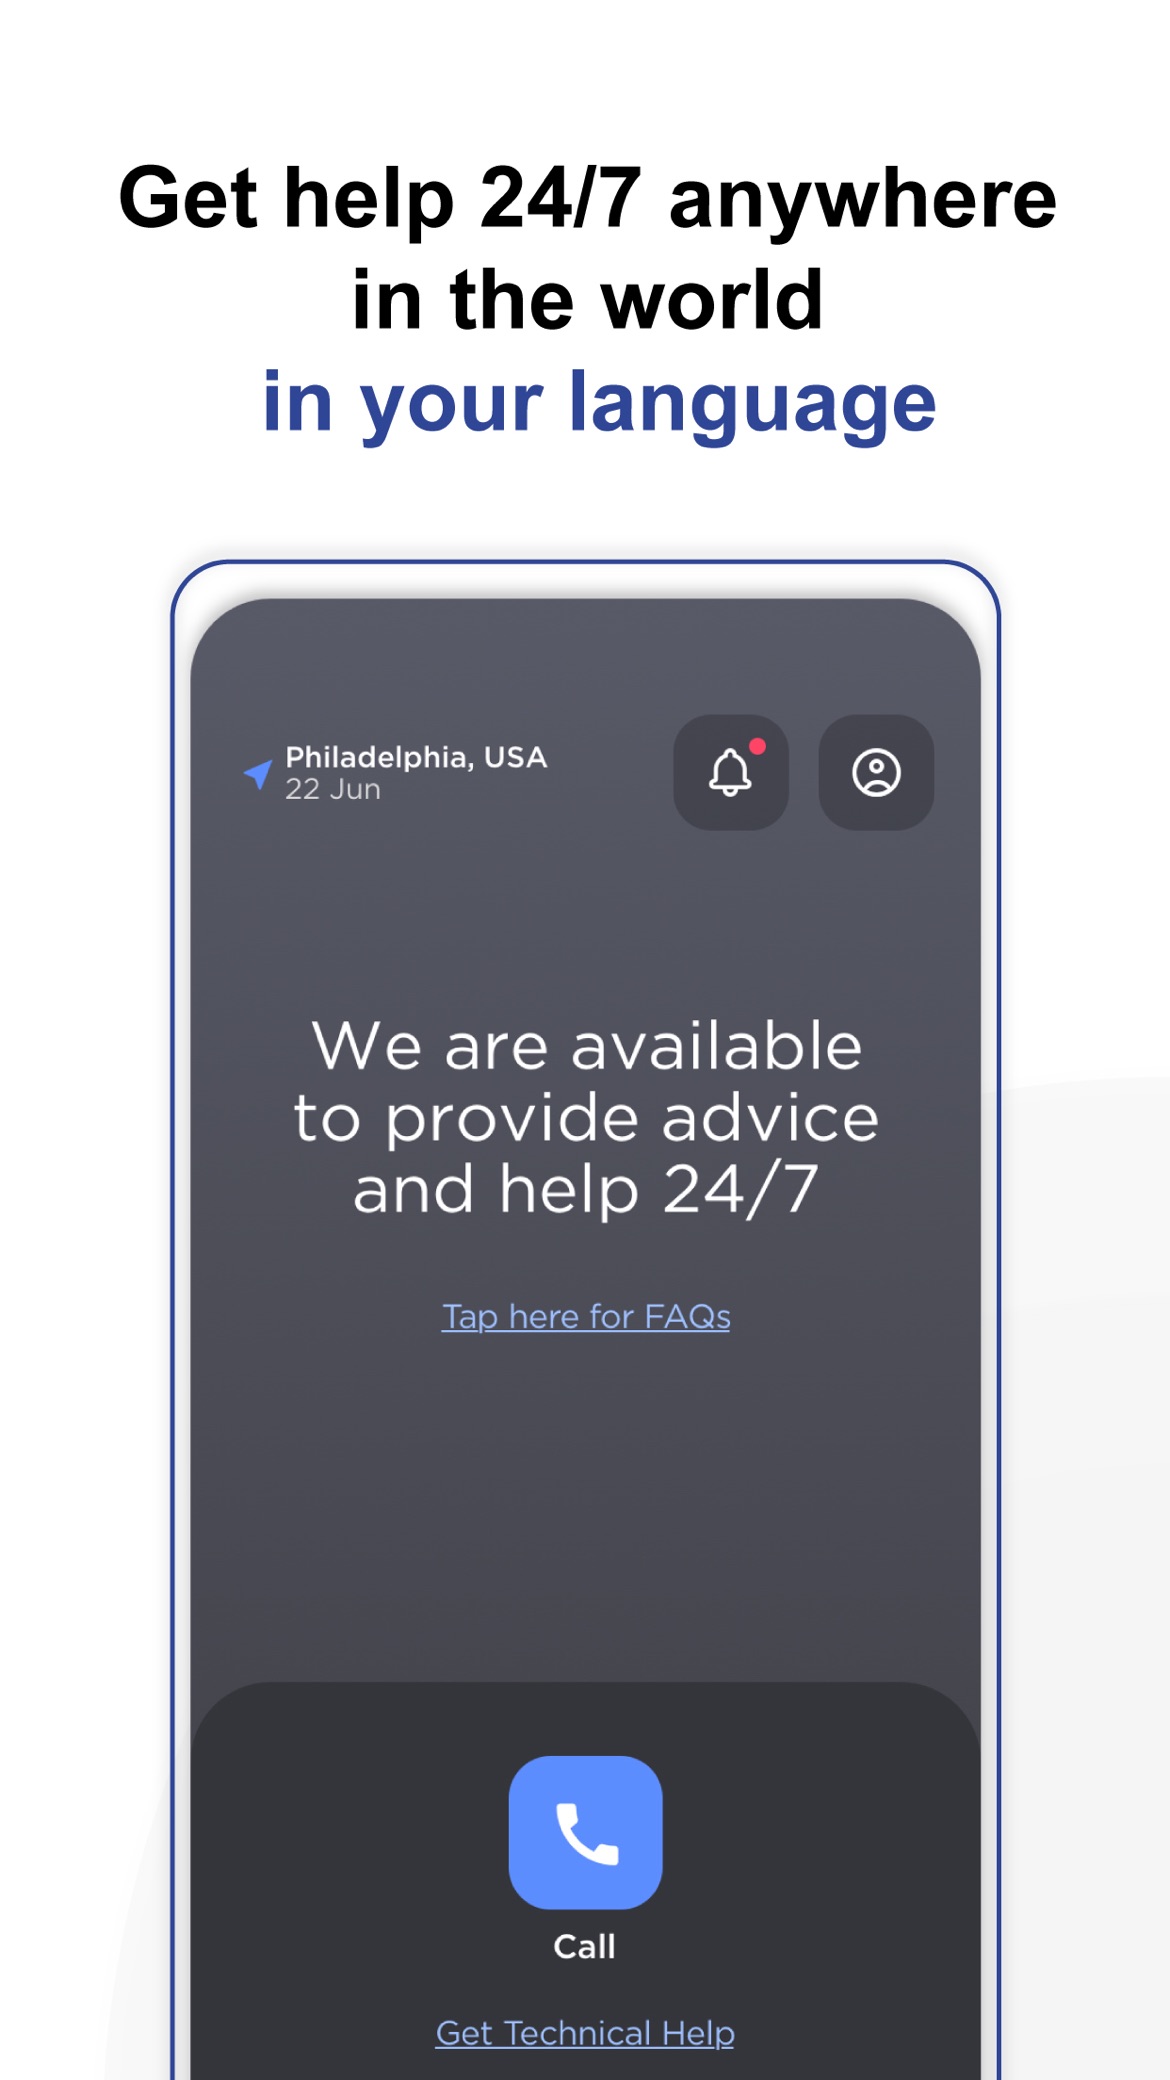 Get help 24/7 anywhere
in the world
in your language
Philadelphia, USA
22 Jun
We are available
to provide advice
and help 24/7
Tap here for FAQs
Call
Get Technical Help